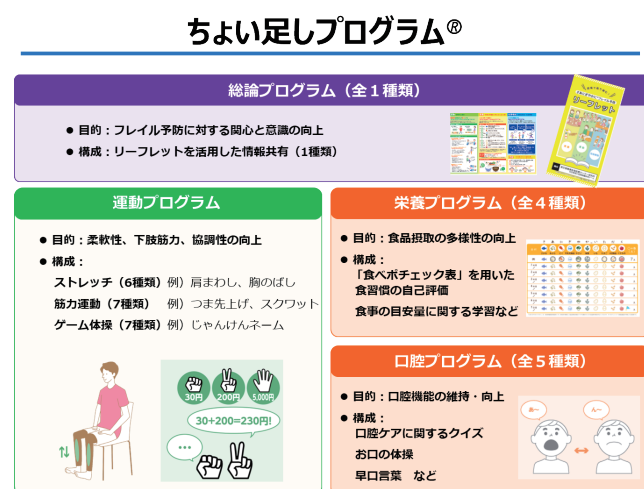 ちょい足しプログラム®
総論プログラム（全１種類）
● 目的：フレイル予防に対する関心と意識の向上
● 構成：リーフレットを活用した情報共有（1種類）
リーフレット
運動プログラム
● 目的：柔軟性、下肢筋力、協調性の向上
● 構成：
ストレッチ（6種類）例）肩まわし、胸のばし
筋力運動（7種類）　例）つま先上げ、スクワット
ゲーム体操（7種類）例）じゃんけんネーム
30円　200円　5,000円
30+200=230円!
・・・
栄養プログラム（全４種類）
● 目的：食品摂取の多様性の向上
● 構成：
「食べポチェック表」を用いた
食習慣の自己評価
食事の目安量に関する学習など
口腔プログラム（全５種類）
● 目的：口腔機能の維持・向上
● 構成：
口腔ケアに関するクイズ
お口の体操
早口言葉　など
あ～　ん～